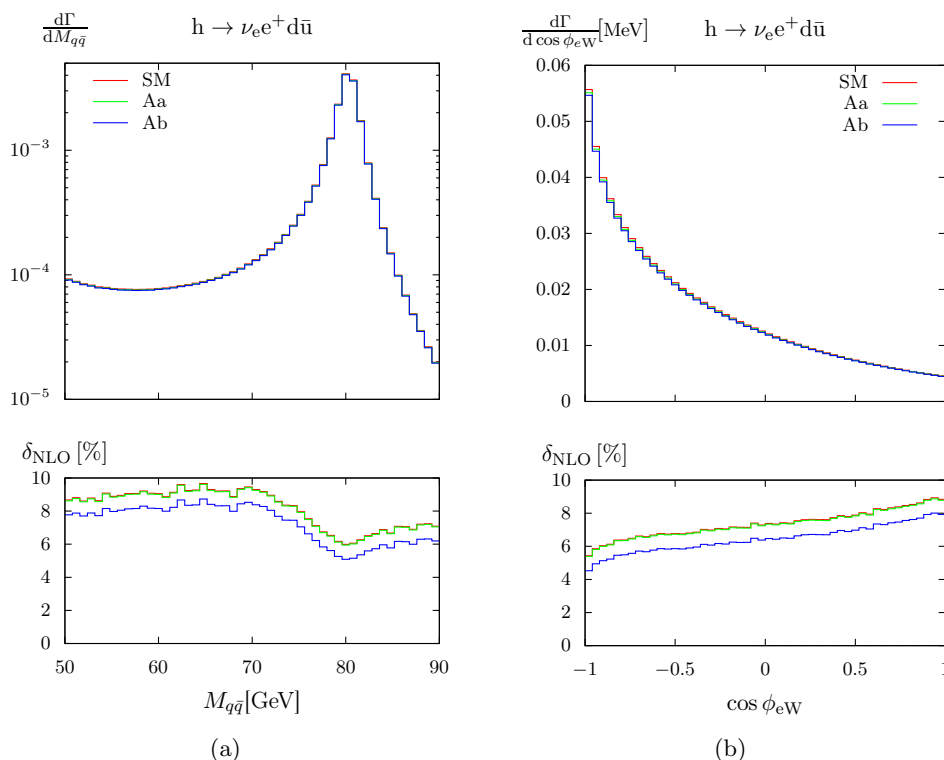 dΓ/dM_{qq̄} h → ν_e e⁺ dū
SM
Aa
Ab
10⁻³
10⁻⁴
10⁻⁵
δ_NLO [%]
10
8
6
4
2
0
50 60 70 80 90
M_{qq̄}[GeV]
(a)
dΓ/d cos ϕ_{eW} [MeV] h → ν_e e⁺ dū
0.06
SM
Aa
Ab
0.05
0.04
0.03
0.02
0.01
0
δ_NLO [%]
10
8
6
4
2
0
−1 −0.5 0 0.5 1
cos ϕ_{eW}
(b)